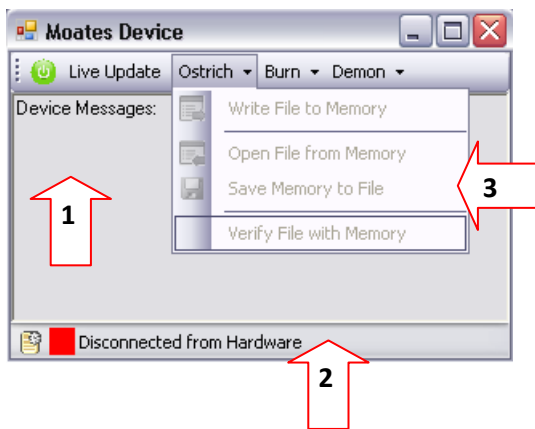 Moates Device
Live Update Ostrich Burn Demon
Device Messages:
Write File to Memory
Open File from Memory
Save Memory to File
Verify File with Memory
1
3
Disconnected from Hardware
2